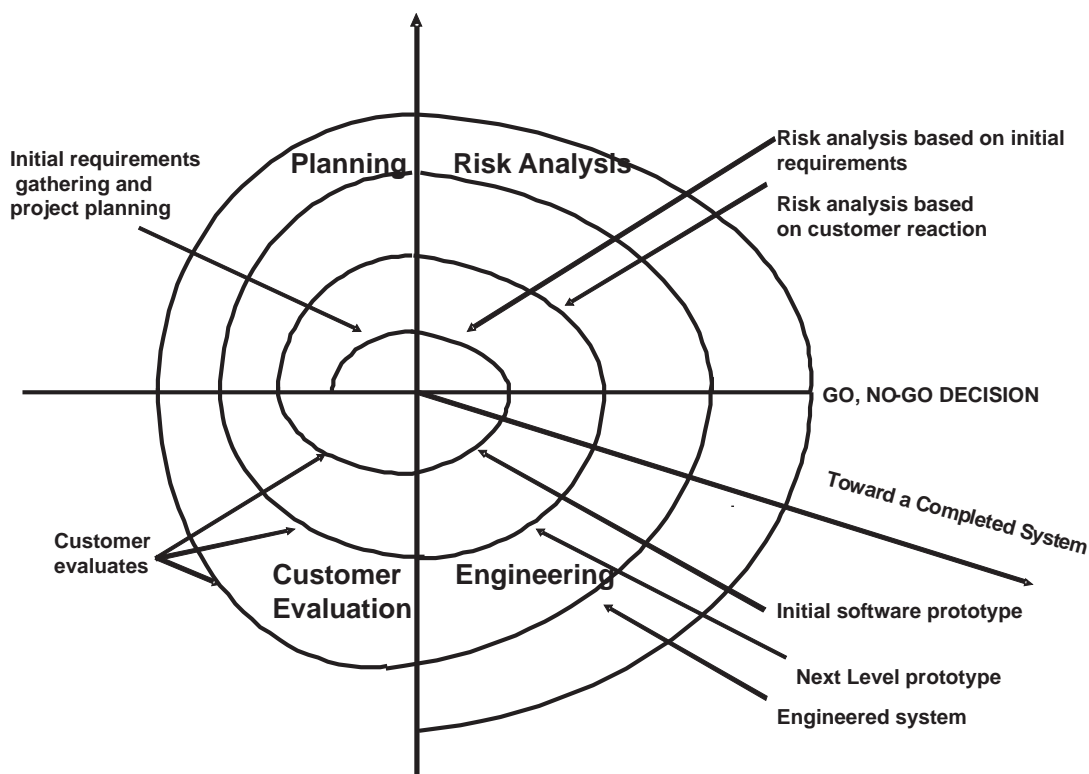 Planning
Risk Analysis
Risk analysis based on initial
requirements
Initial requirements
gathering and
project planning
Risk analysis based
on customer reaction
GO, NO-GO DECISION
Toward a Completed System
Customer
evaluates
Customer
Evaluation
Engineering
Initial software prototype
Next Level prototype
Engineered system